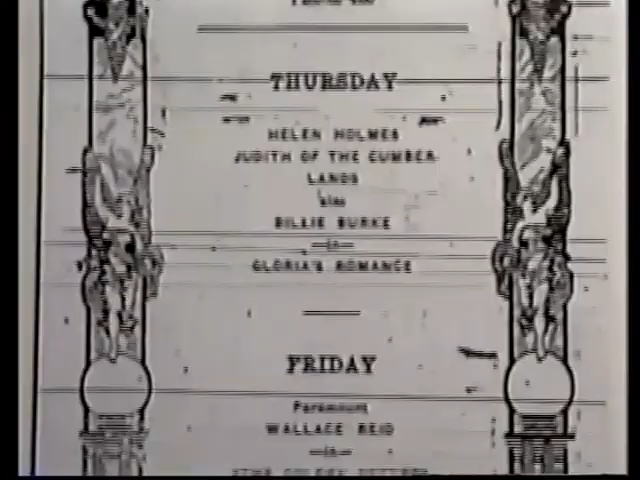 THURSDAY
HELEN HOLMES
JUDITH OF THE CUMBER-
LANDS
also
BILLIE BURKE
—in—
GLORIA'S ROMANCE
FRIDAY
Paramount
WALLACE REID
—in—